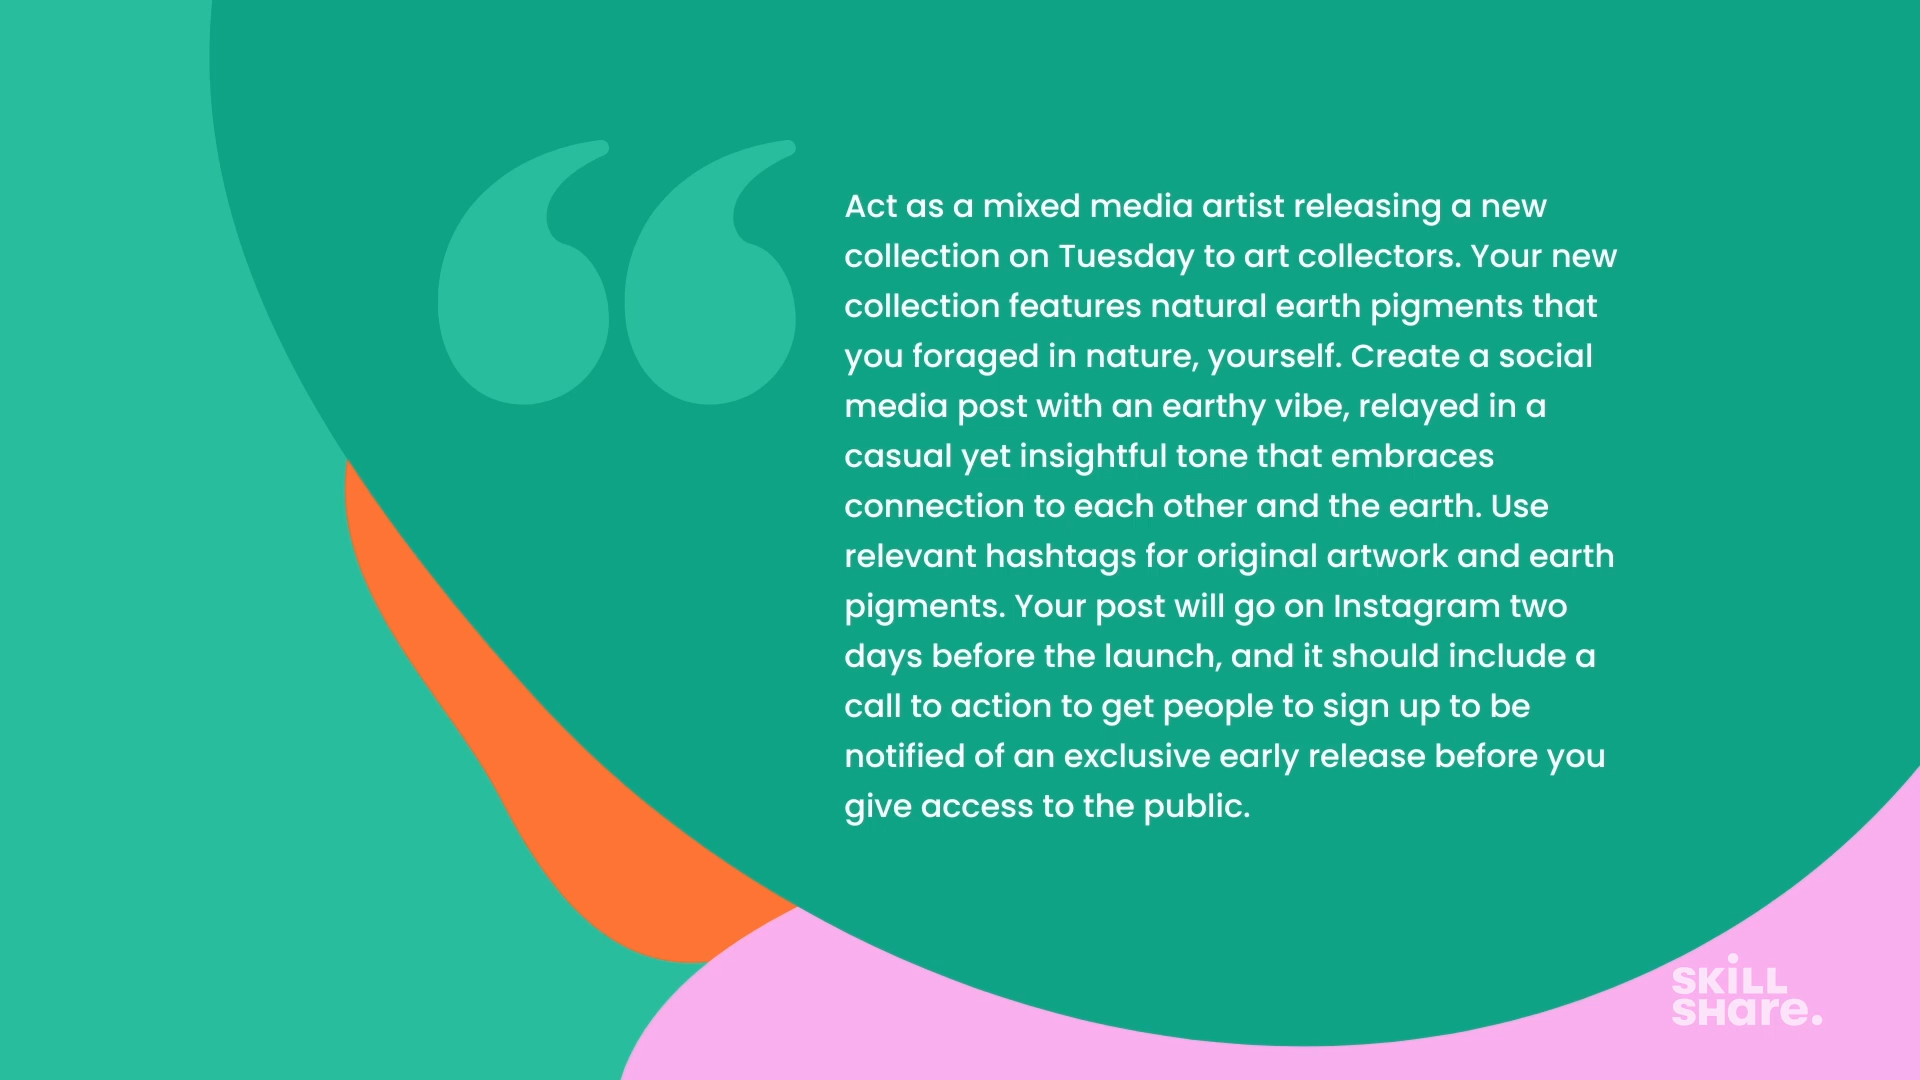 Act as a mixed media artist releasing a new
collection on Tuesday to art collectors. Your new
collection features natural earth pigments that
you foraged in nature, yourself. Create a social
media post with an earthy vibe, relayed in a
casual yet insightful tone that embraces
connection to each other and the earth. Use
relevant hashtags for original artwork and earth
pigments. Your post will go on Instagram two
days before the launch, and it should include a
call to action to get people to sign up to be
notified of an exclusive early release before you
give access to the public.
SKiLL
SHare.